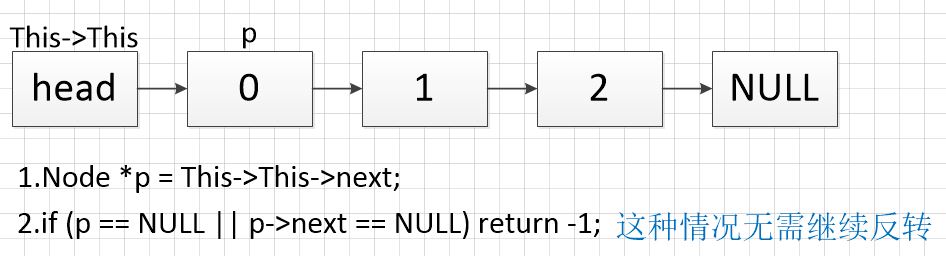 This->This p
head 0 1 2 NULL
1.Node *p = This->This->next;
2.if (p == NULL || p->next == NULL) return -1; 这种情况无需继续反转